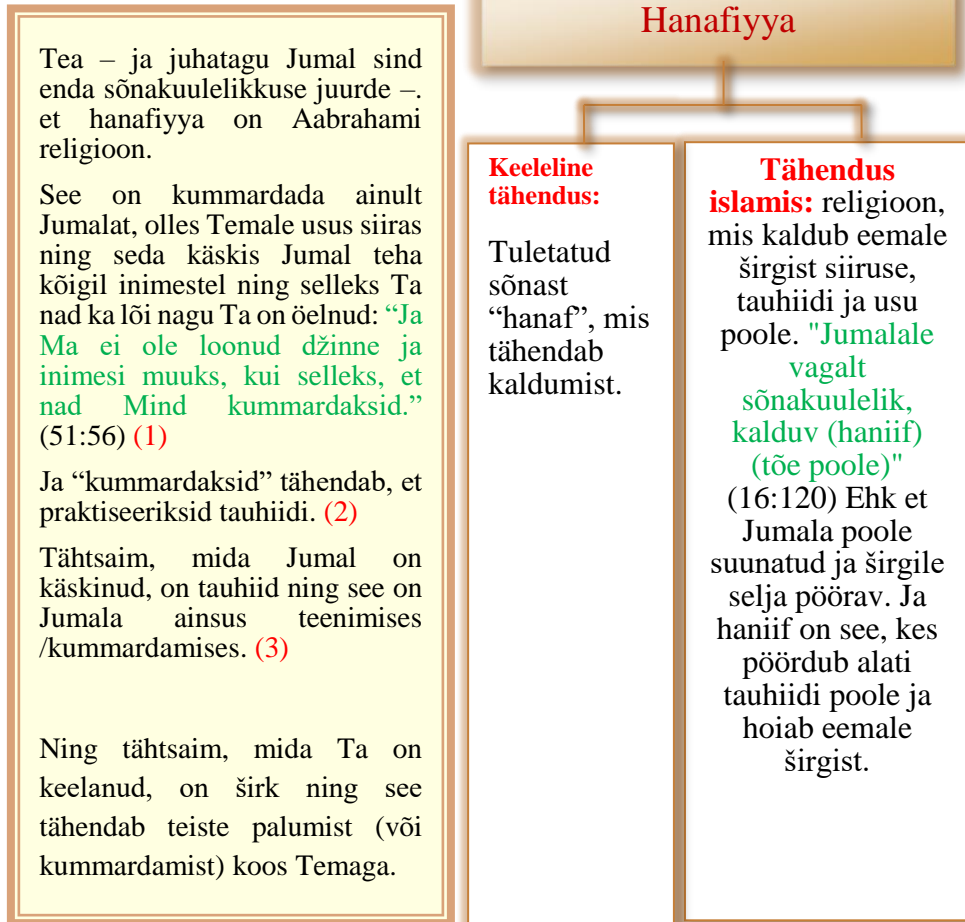 Tea – ja juhatagu Jumal sind
enda sõnakuulelikkuse juurde –.
et hanafiyya on Aabrahami
religioon.
See on kummardada ainult
Jumalat, olles Temale usus siiras
ning seda käskis Jumal teha
kõigil inimestel ning selleks Ta
nad ka lõi nagu Ta on öelnud: “Ja
Ma ei ole loonud džinne ja
inimesi muuks, kui selleks, et
nad Mind kummardaksid.”
(51:56) (1)
Ja “kummardaksid” tähendab, et
praktiseeriksid tauhiidi. (2)
Tähtsaim, mida Jumal on
käskinud, on tauhiid ning see on
Jumala ainsus teenimises
/kummardamises. (3)
Ning tähtsaim, mida Ta on
keelanud, on širk ning see
tähendab teiste palumist (või
kummardamist) koos Temaga.
Hanafiyya
Keeleline
tähendus:
Tuletatud
sõnast
“hanaf”, mis
tähendab
kaldumist.
Tähendus
islamis: religioon,
mis kaldub eemale
širgist siiruse,
tauhiidi ja usu
poole. "Jumalale
vagalt
sõnakuulelik,
kalduv (haniif)
(tõe poole)"
(16:120) Ehk et
Jumala poole
suunatud ja širgile
selja pöörav. Ja
haniif on see, kes
pöördub alati
tauhiidi poole ja
hoiab eemale
širgist.